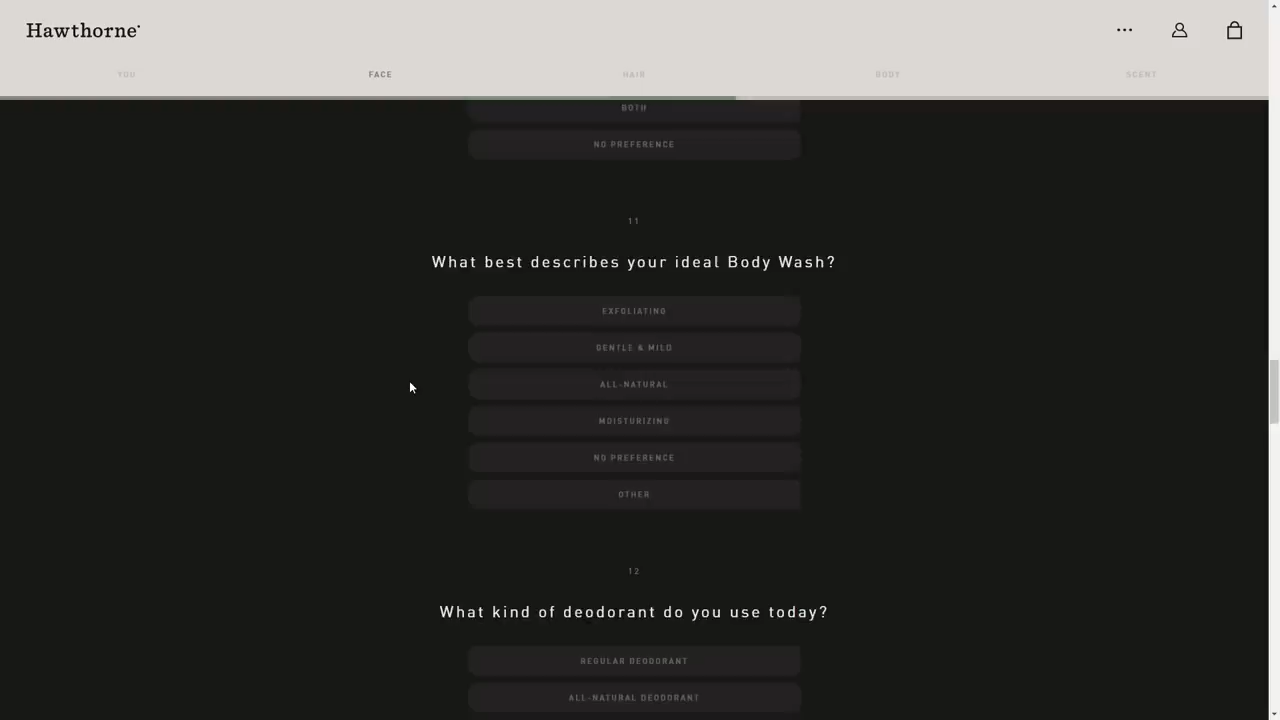 Hawthorne
YOU
FACE
HAIR
BODY
SCENT
BOTH
NO PREFERENCE
11
What best describes your ideal Body Wash?
EXFOLIATING
GENTLE & MILD
ALL-NATURAL
MOISTURIZING
NO PREFERENCE
OTHER
12
What kind of deodorant do you use today?
REGULAR DEODORANT
ALL-NATURAL DEODORANT